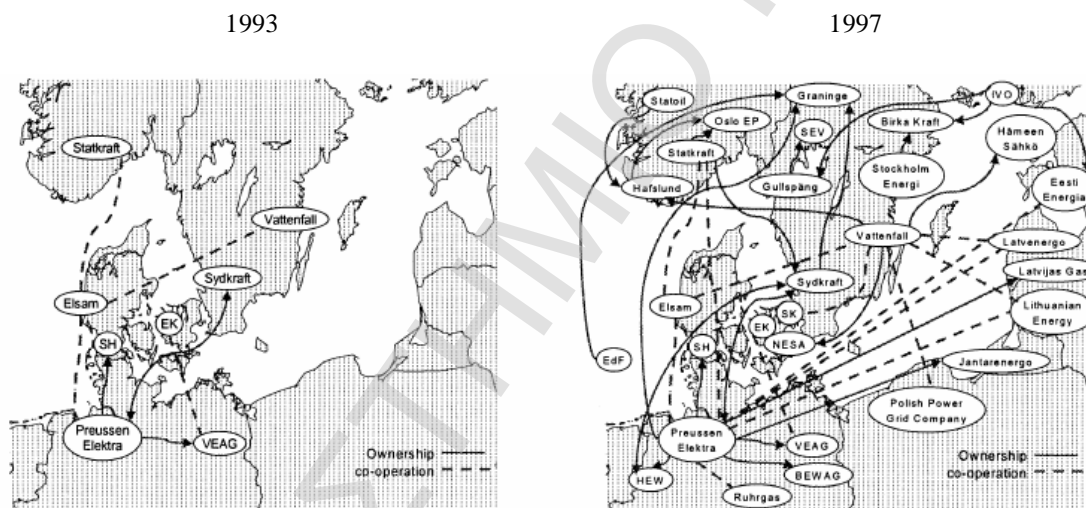 1993
1997
Statkraft
Vattenfall
Sydkraft
Elsam
EK
SH
Preussen
Elektra
VEAG
Ownership
co-operation
Statoil
Graninge
IVO
Oslo EP
SEV
Birka Kraft
Hämeen
Sähkö
Statkraft
Stockholm
Energi
Hafslund
Gullspäng
Eesti
Energia
Vattenfall
Latvenergo
Latvijas Gas
Sydkraft
Elsam
SK
Lithuanian
Energy
EK
NESA
SH
EdF
Jantarenergo
Polish Power
Grid Company
Preussen
Elektra
VEAG
Ownership
co-operation
HEW
BEWAG
Ruhrgas